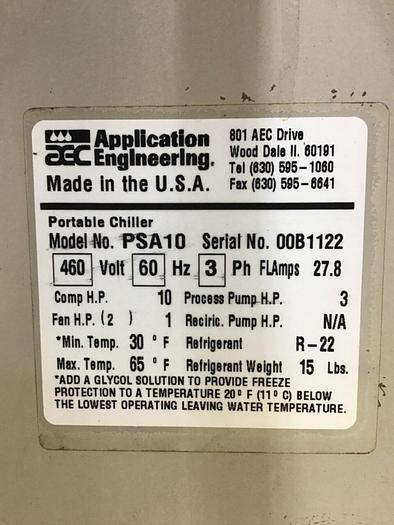 AEC Application Engineering.
801 AEC Drive
Wood Dale Il. 60191
Tel (630) 595-1060
Fax (630) 595-6641
Made in the U.S.A.
Portable Chiller
Model No. PSA10 Serial No. 00B1122
460 Volt 60 Hz 3 Ph FLAmps 27.8
Comp H.P. 10 Process Pump H.P. 3
Fan H.P. (2 ) 1 Reciric. Pump H.P. N/A
*Min. Temp. 30 ° F Refrigerant R-22
Max. Temp. 65 ° F Refrigerant Weight 15 Lbs.
*ADD A GLYCOL SOLUTION TO PROVIDE FREEZE
PROTECTION TO A TEMPERATURE 20° F (11° C) BELOW
THE LOWEST OPERATING LEAVING WATER TEMPERATURE.